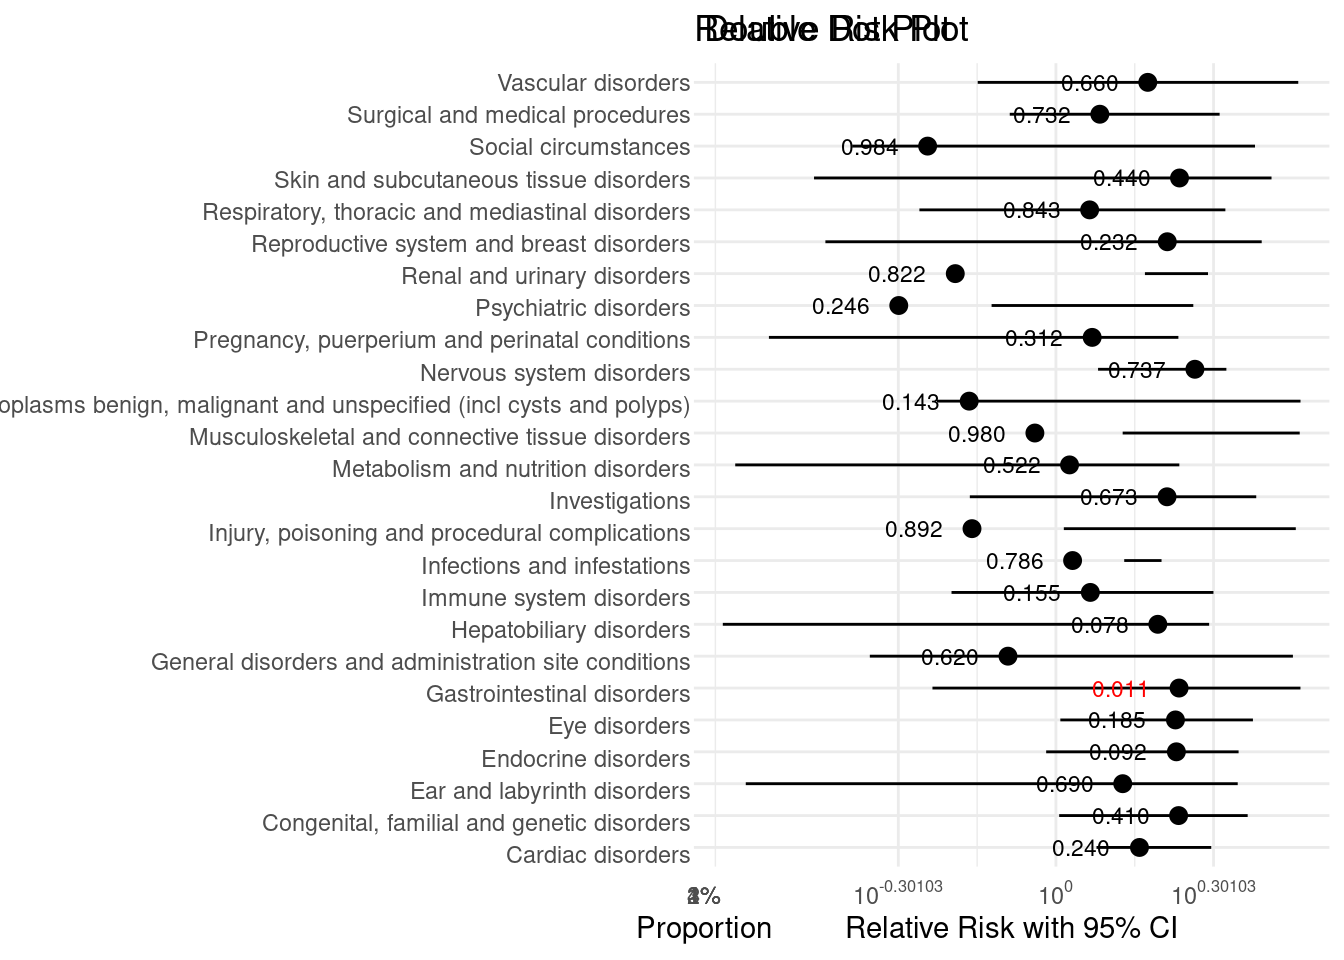 Relative Risk Plot
Double Dot Plot
Vascular disorders 0.660
Surgical and medical procedures 0.732
Social circumstances 0.984
Skin and subcutaneous tissue disorders 0.440
Respiratory, thoracic and mediastinal disorders 0.843
Reproductive system and breast disorders 0.232
Renal and urinary disorders 0.822
Psychiatric disorders 0.246
Pregnancy, puerperium and perinatal conditions 0.312
Nervous system disorders 0.737
oplasms benign, malignant and unspecified (incl cysts and polyps) 0.143
Musculoskeletal and connective tissue disorders 0.980
Metabolism and nutrition disorders 0.522
Investigations 0.673
Injury, poisoning and procedural complications 0.892
Infections and infestations 0.786
Immune system disorders 0.155
Hepatobiliary disorders 0.078
General disorders and administration site conditions 0.620
Gastrointestinal disorders 0.011
Eye disorders 0.185
Endocrine disorders 0.092
Ear and labyrinth disorders 0.690
Congenital, familial and genetic disorders 0.410
Cardiac disorders 0.240
10^-0.30103 10^0 10^0.30103
Proportion Relative Risk with 95% CI